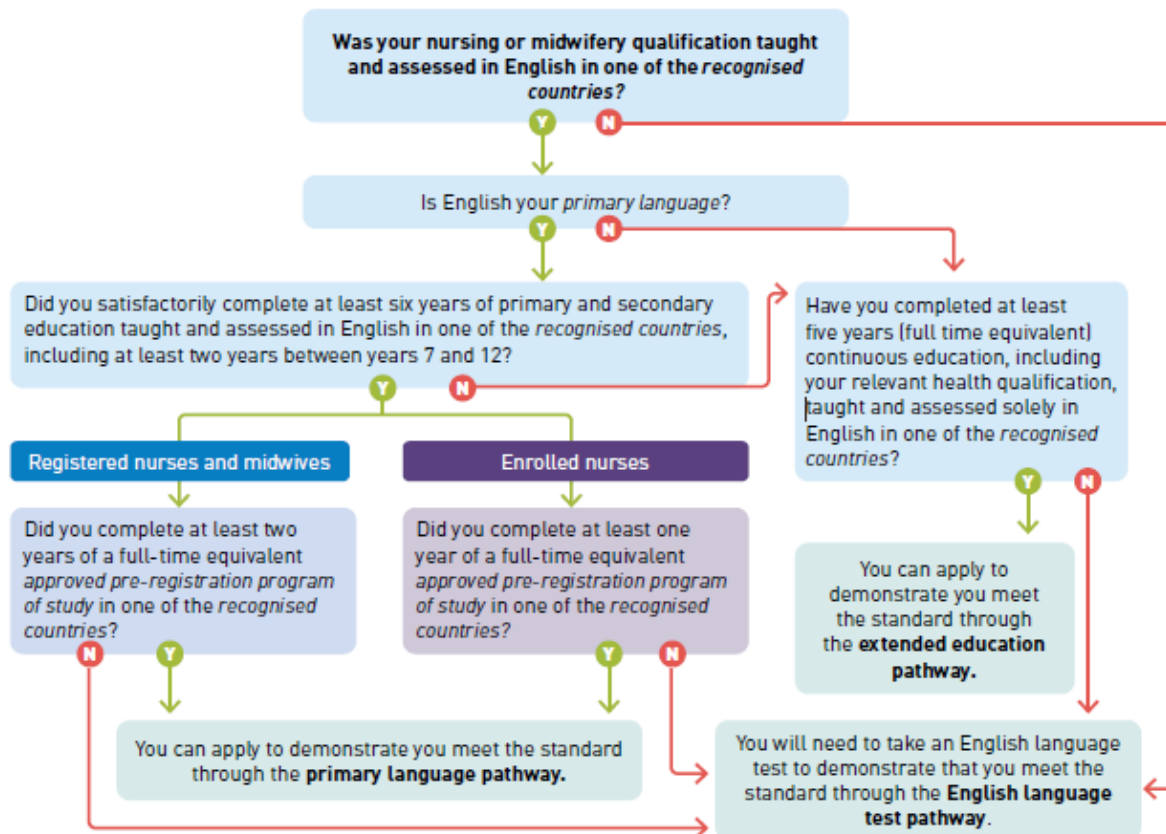 Was your nursing or midwifery qualification taught
and assessed in English in one of the recognised
countries?
Y
N
Is English your primary language?
Y
N
Did you satisfactorily complete at least six years of primary and secondary
education taught and assessed in English in one of the recognised countries,
including at least two years between years 7 and 12?
Y
N
Have you completed at least
five years (full time equivalent)
continuous education, including
your relevant health qualification,
taught and assessed solely in
English in one of the recognised
countries?
Y
N
Registered nurses and midwives
Enrolled nurses
Did you complete at least two
years of a full-time equivalent
approved pre-registration program
of study in one of the recognised
countries?
N
Y
Did you complete at least one
year of a full-time equivalent
approved pre-registration program
of study in one of the recognised
countries?
Y
N
You can apply to
demonstrate you meet
the standard through
the extended education
pathway.
You can apply to demonstrate you meet the standard
through the primary language pathway.
You will need to take an English language
test to demonstrate that you meet the
standard through the English language
test pathway.